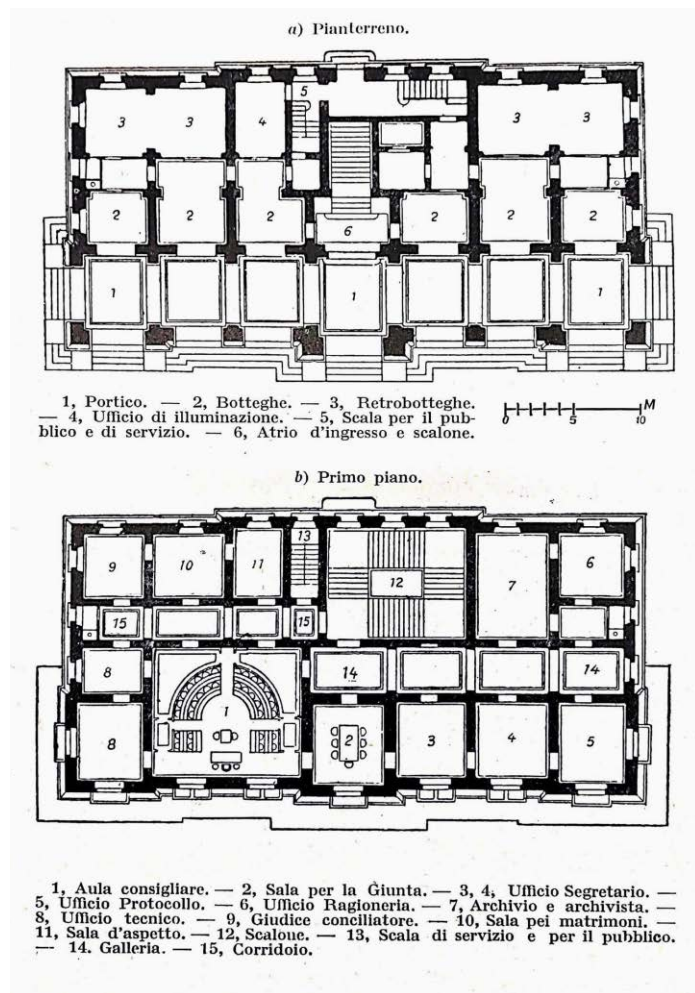 a) Pianterreno.
5
3 3 4 3 3
2 2 2 6 2 2 2
1 1 1
1, Portico. — 2, Botteghe. — 3, Retrobotteghe.
— 4, Ufficio di illuminazione. — 5, Scala per il pub-
blico e di servizio. — 6, Atrio d'ingresso e scalone.
0 5 10 M
b) Primo piano.
9 10 11 13 12 7 6
15 15
8 14 14
8 1 2 3 4 5
1, Aula consigliare. — 2, Sala per la Giunta. — 3, 4, Ufficio Segretario. —
5, Ufficio Protocollo. — 6, Ufficio Ragioneria. — 7, Archivio e archivista. —
8, Ufficio tecnico. — 9, Giudice conciliatore. — 10, Sala pei matrimoni. —
11, Sala d'aspetto. — 12, Scalouc. — 13, Scala di servizio e per il pubblico.
— 14. Galleria. — 15, Corridoio.